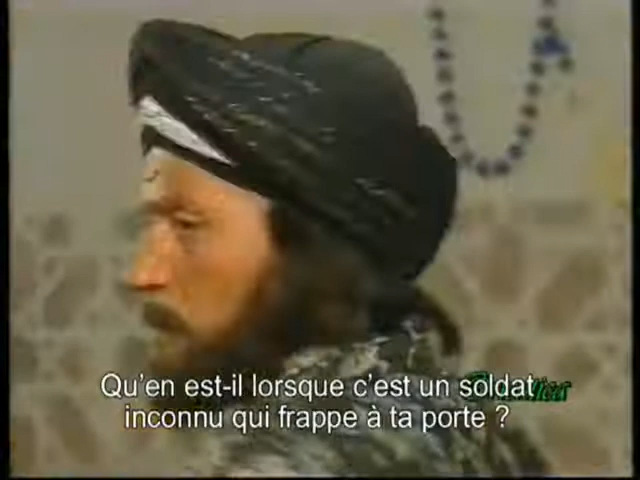 Qu'en est-il lorsque c'est un soldat
inconnu qui frappe à ta porte ?